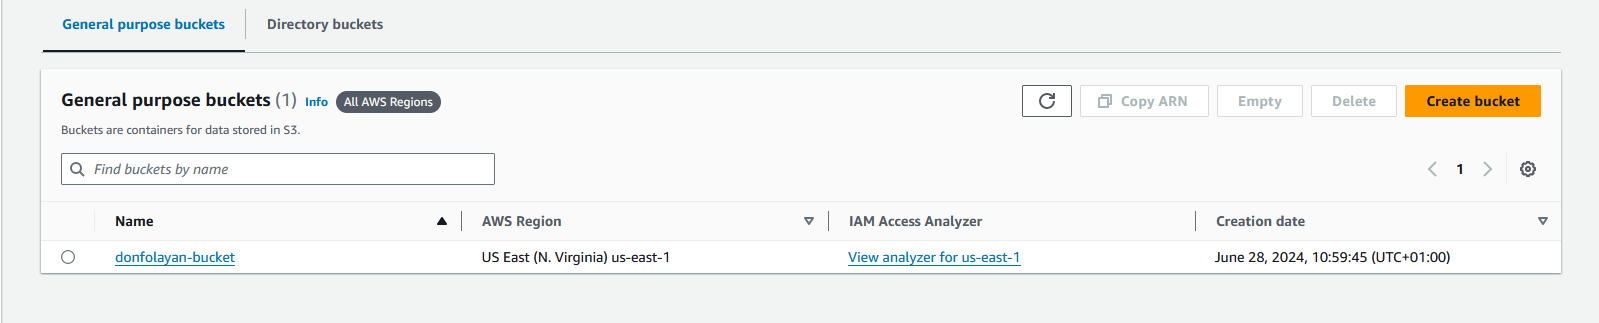 General purpose buckets Directory buckets
General purpose buckets (1) Info All AWS Regions Copy ARN Empty Delete Create bucket
Buckets are containers for data stored in S3.
Find buckets by name 1
Name AWS Region IAM Access Analyzer Creation date
donfolayan-bucket US East (N. Virginia) us-east-1 View analyzer for us-east-1 June 28, 2024, 10:59:45 (UTC+01:00)